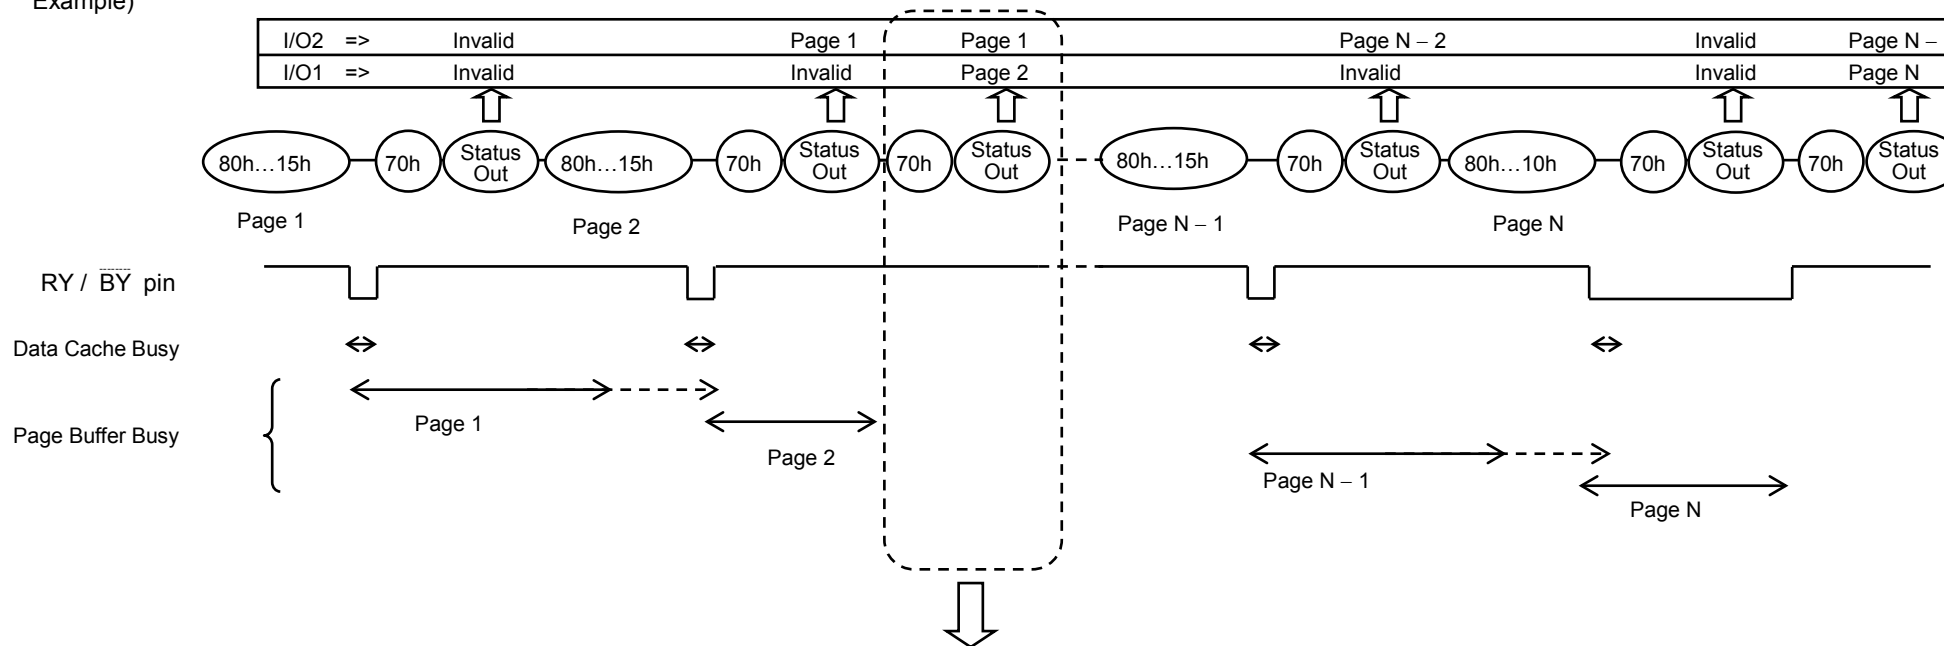 Example)
I/O2 => Invalid Page 1 Page 1 Page N − 2 Invalid Page N −
I/O1 => Invalid Invalid Page 2 Invalid Invalid Page N
80h…15h 70h Status Out 80h…15h 70h Status Out 70h Status Out 80h…15h 70h Status Out 80h…10h 70h Status Out 70h Status Out
Page 1 Page 2 Page N − 1 Page N
RY / BY pin
Data Cache Busy
Page 1
Page Buffer Busy
Page 2
Page N − 1
Page N